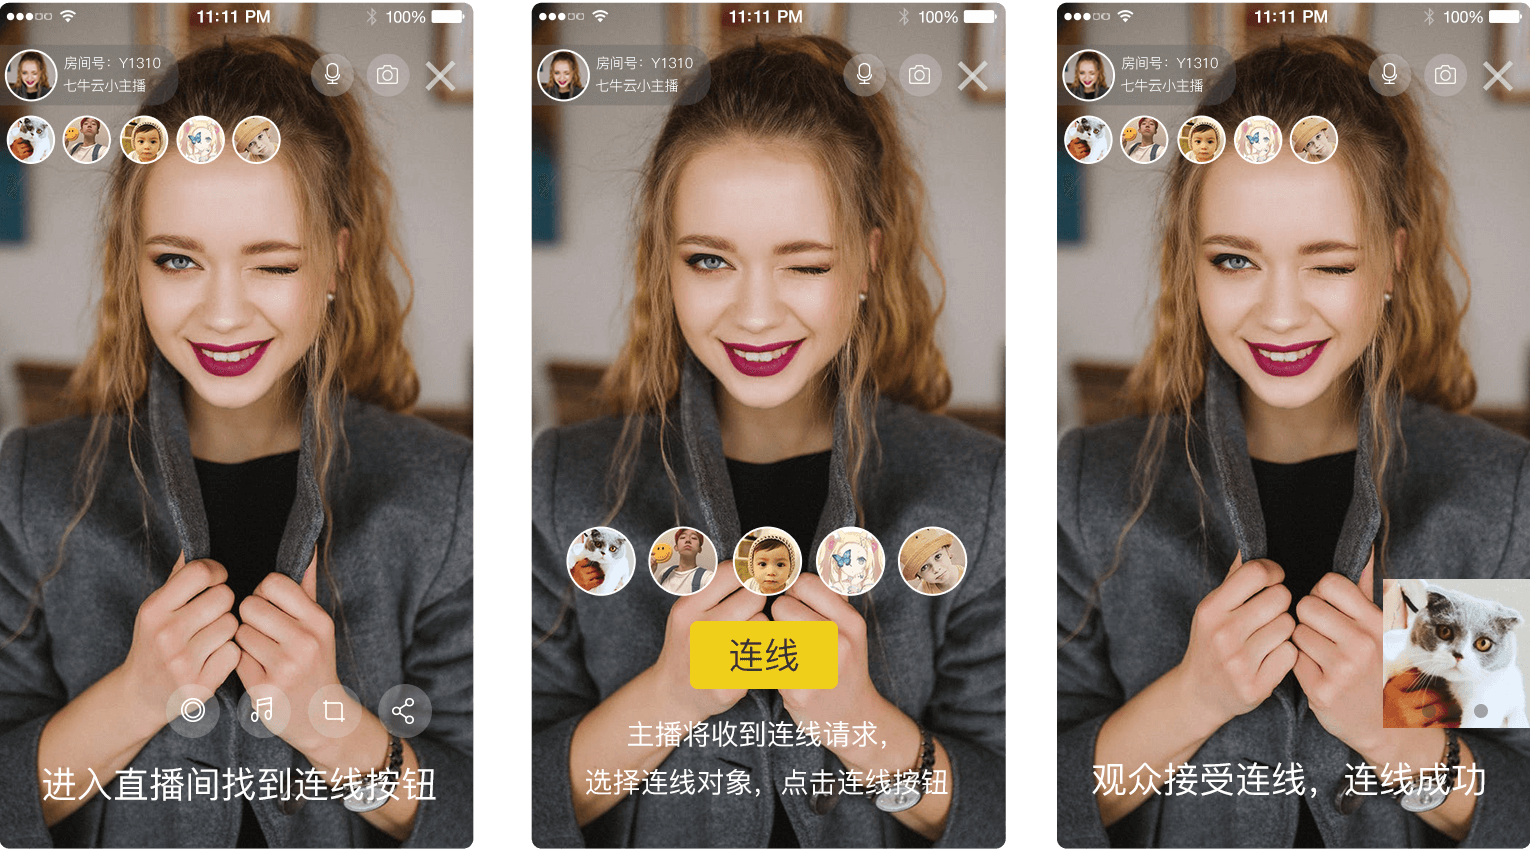 11:11 PM
100%
房间号：Y1310
七牛云小主播
进入直播间找到连线按钮
11:11 PM
100%
房间号：Y1310
七牛云小主播
连线
主播将收到连线请求，
选择连线对象，点击连线按钮
11:11 PM
100%
房间号：Y1310
七牛云小主播
观众接受连线，连线成功